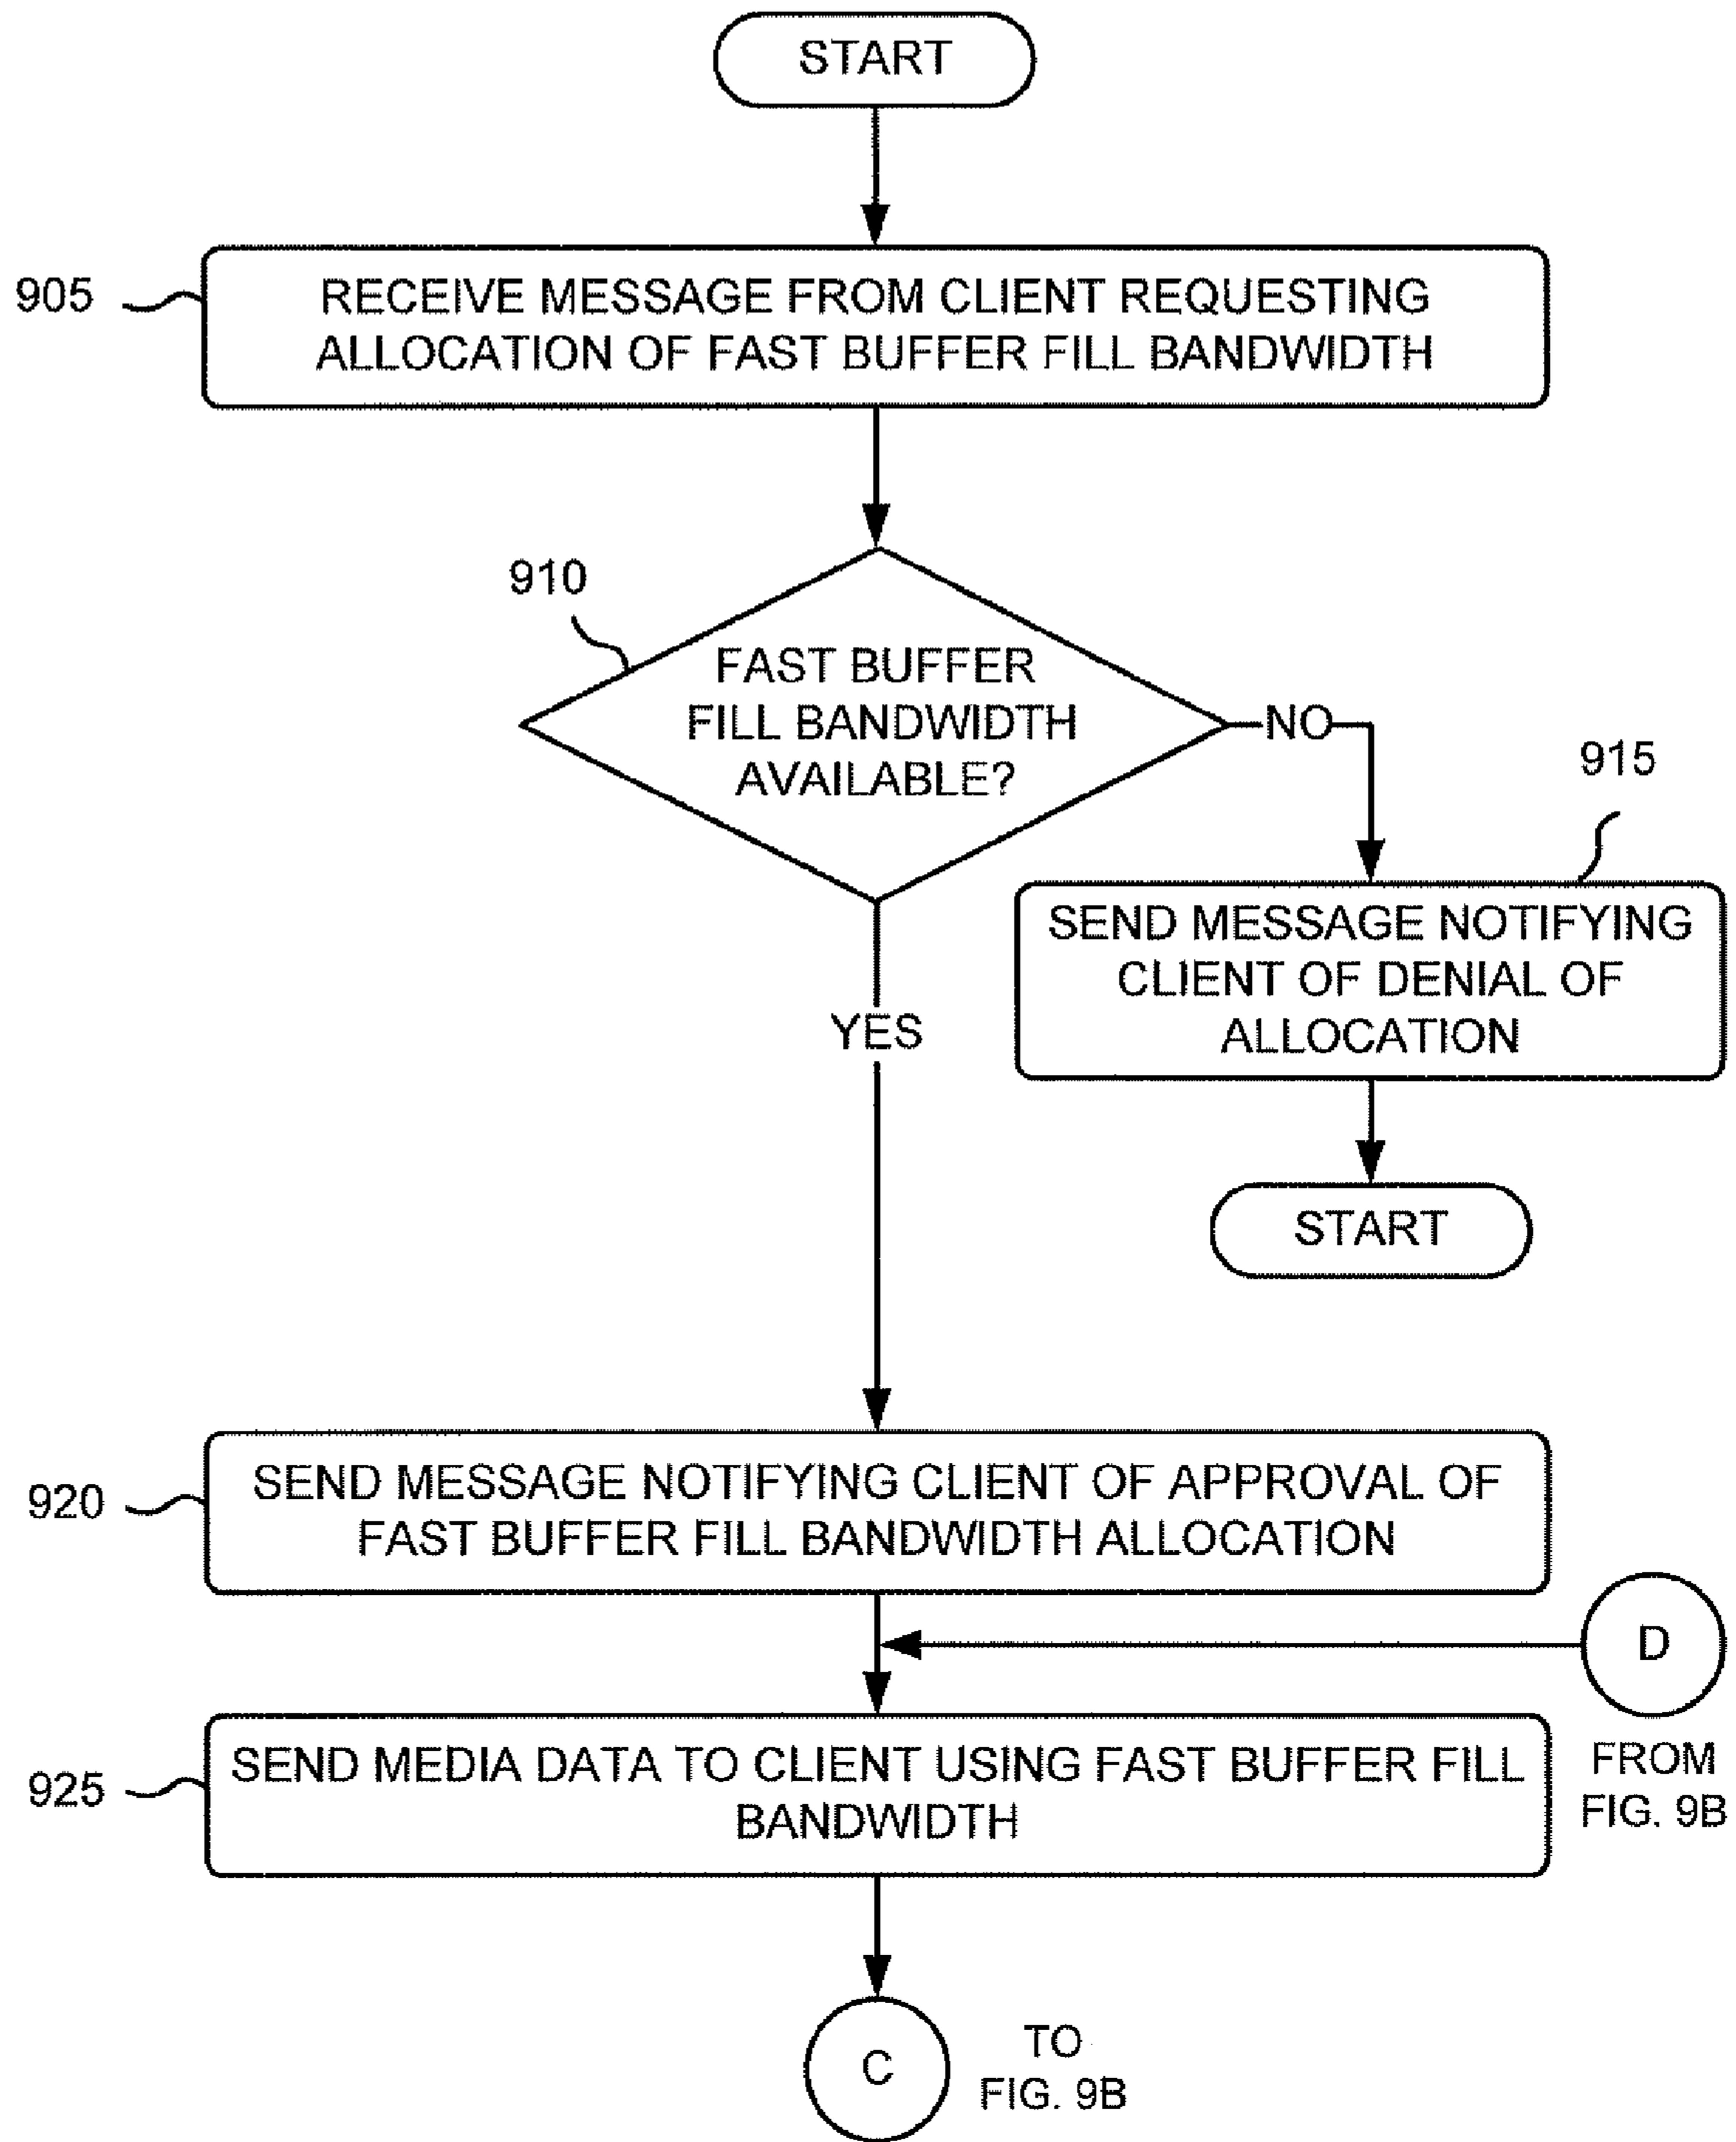 START
905
RECEIVE MESSAGE FROM CLIENT REQUESTING
ALLOCATION OF FAST BUFFER FILL BANDWIDTH
910
FAST BUFFER
FILL BANDWIDTH
AVAILABLE?
NO
915
SEND MESSAGE NOTIFYING
CLIENT OF DENIAL OF
ALLOCATION
YES
START
920
SEND MESSAGE NOTIFYING CLIENT OF APPROVAL OF
FAST BUFFER FILL BANDWIDTH ALLOCATION
D
FROM
FIG. 9B
925
SEND MEDIA DATA TO CLIENT USING FAST BUFFER FILL
BANDWIDTH
C
TO
FIG. 9B